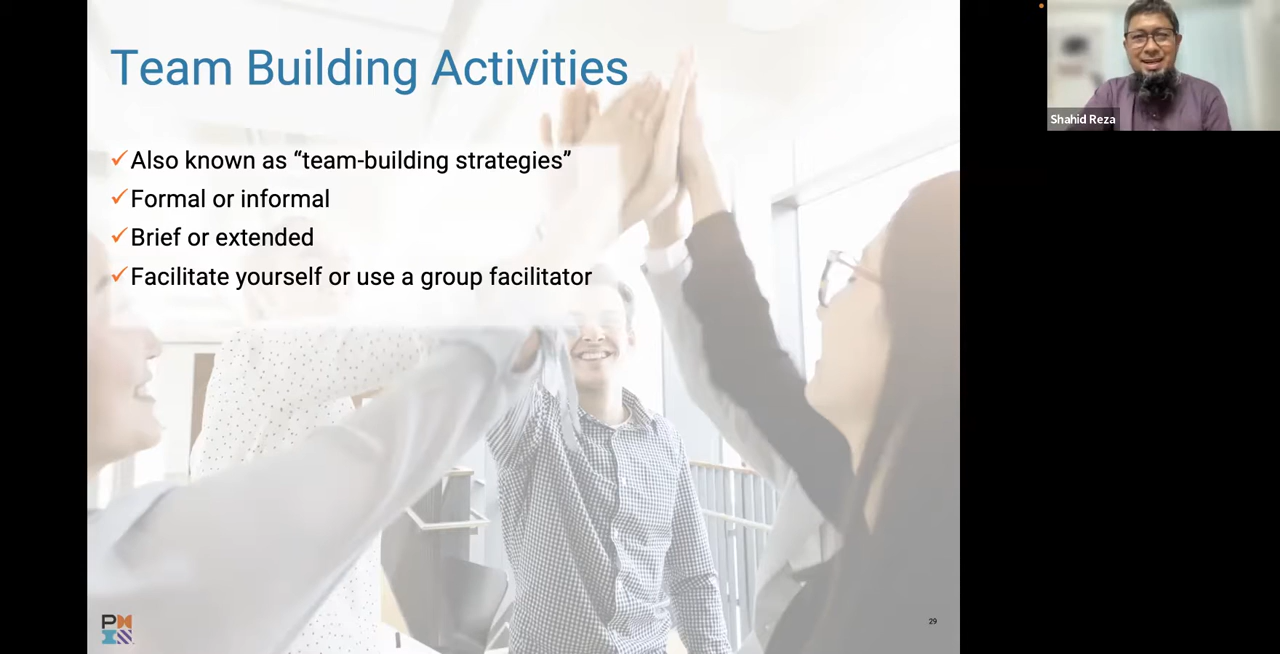 Team Building Activities
Also known as “team-building strategies”
Formal or informal
Brief or extended
Facilitate yourself or use a group facilitator
29
Shahid Reza